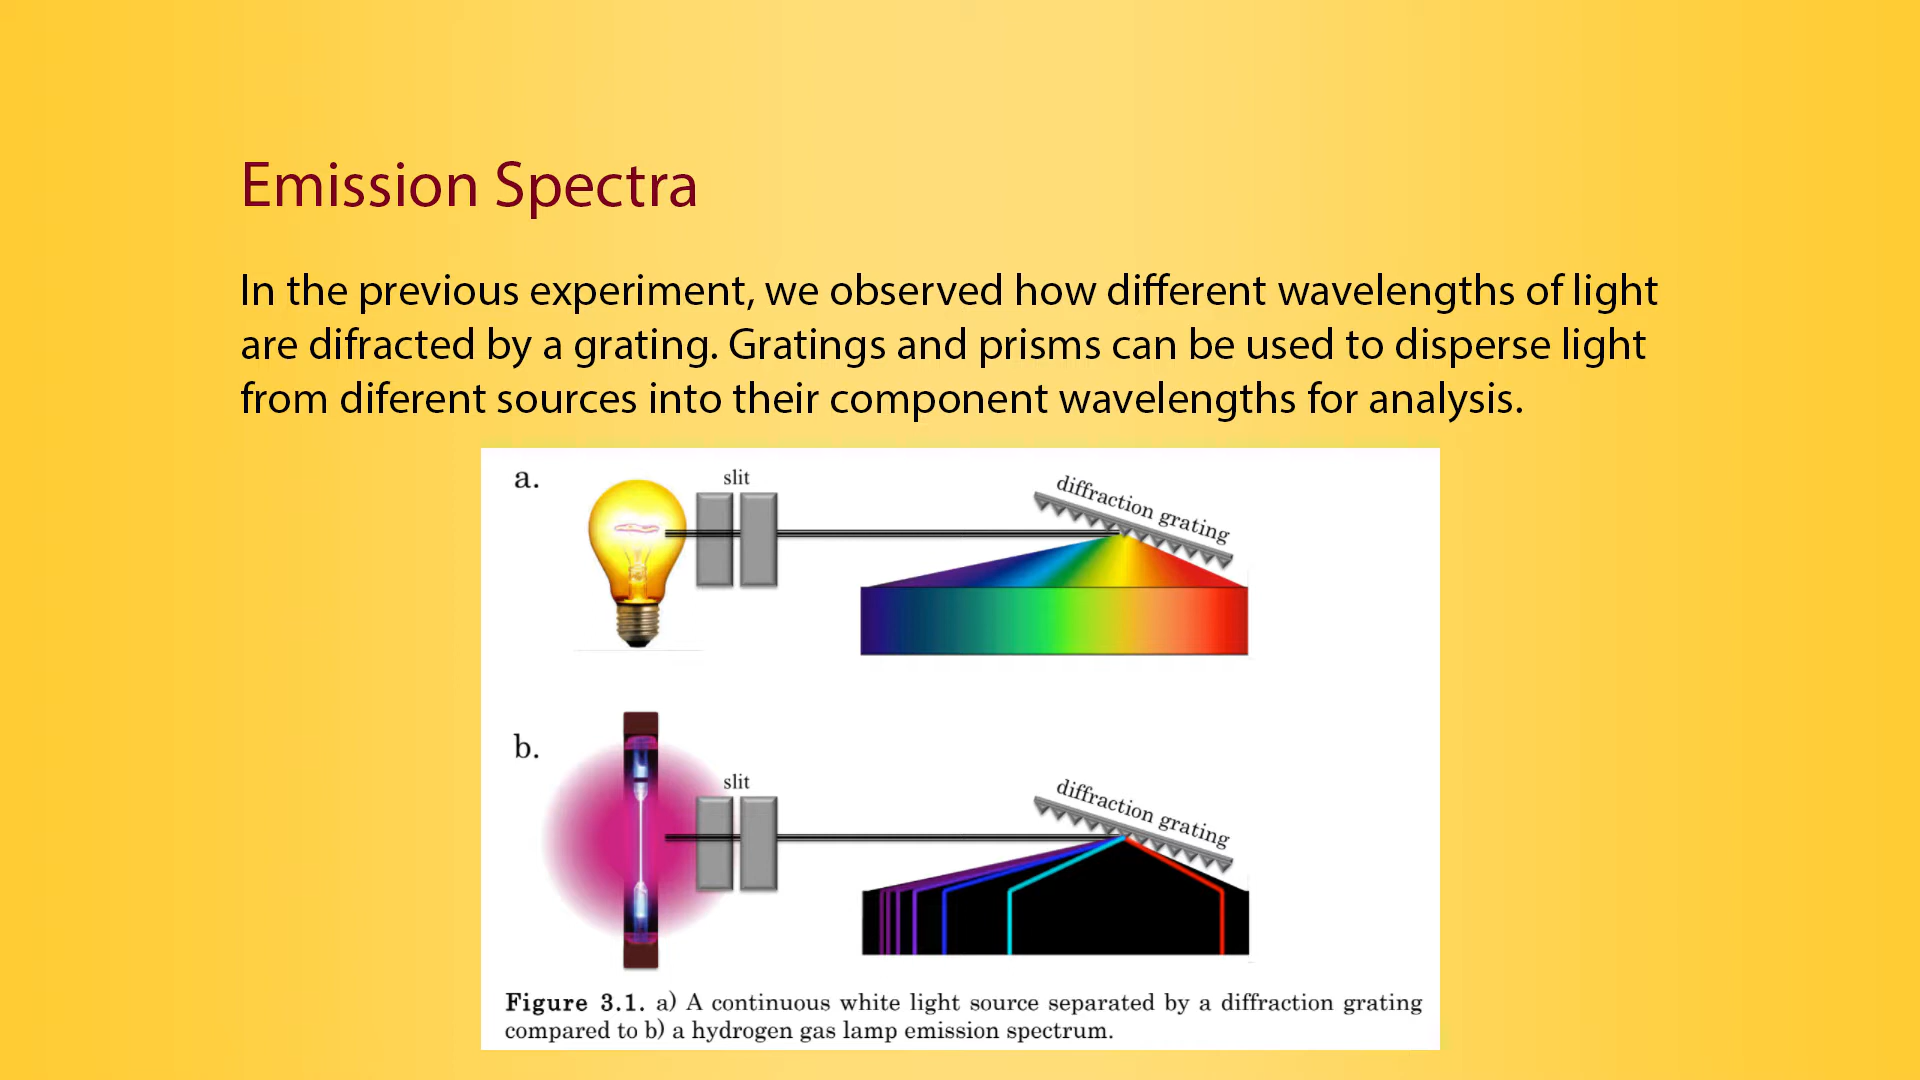 Emission Spectra
In the previous experiment, we observed how different wavelengths of light
are difracted by a grating. Gratings and prisms can be used to disperse light
from diferent sources into their component wavelengths for analysis.
a.
slit
diffraction grating
b.
slit
diffraction grating
Figure 3.1. a) A continuous white light source separated by a diffraction grating
compared to b) a hydrogen gas lamp emission spectrum.